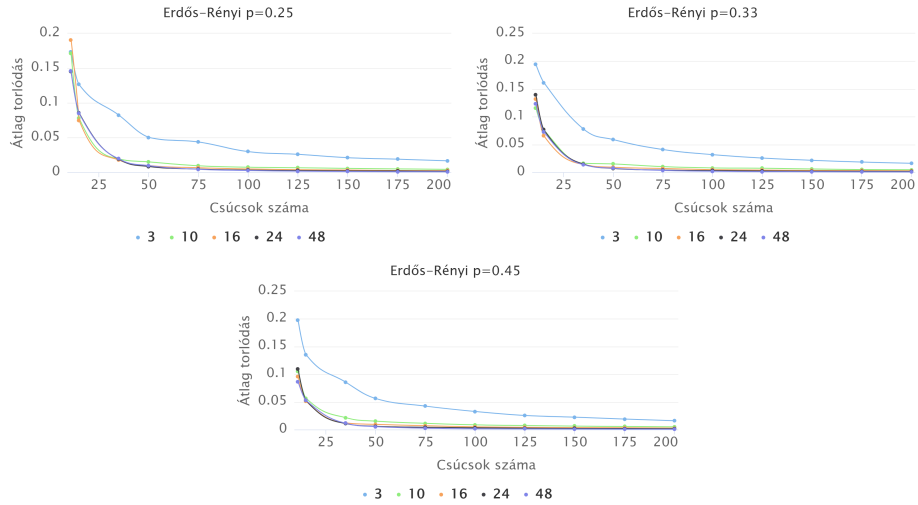 Erdős–Rényi p=0.25
0.2
0.15
0.1
0.05
0
Átlag torlódás
25 50 75 100 125 150 175 200
Csúcsok száma
3 10 16 24 48
Erdős–Rényi p=0.33
0.25
0.2
0.15
0.1
0.05
0
Átlag torlódás
25 50 75 100 125 150 175 200
Csúcsok száma
3 10 16 24 48
Erdős–Rényi p=0.45
0.25
0.2
0.15
0.1
0.05
0
Átlag torlódás
25 50 75 100 125 150 175 200
Csúcsok száma
3 10 16 24 48